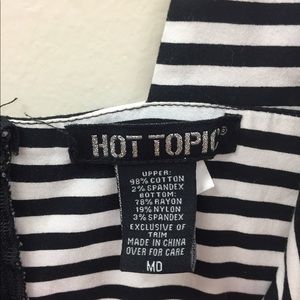 HOT TOPIC®
UPPER:
98% COTTON
2% SPANDEX
BOTTOM:
78% RAYON
19% NYLON
3% SPANDEX
EXCLUSIVE OF
TRIM
MADE IN CHINA
OVER FOR CARE
MD